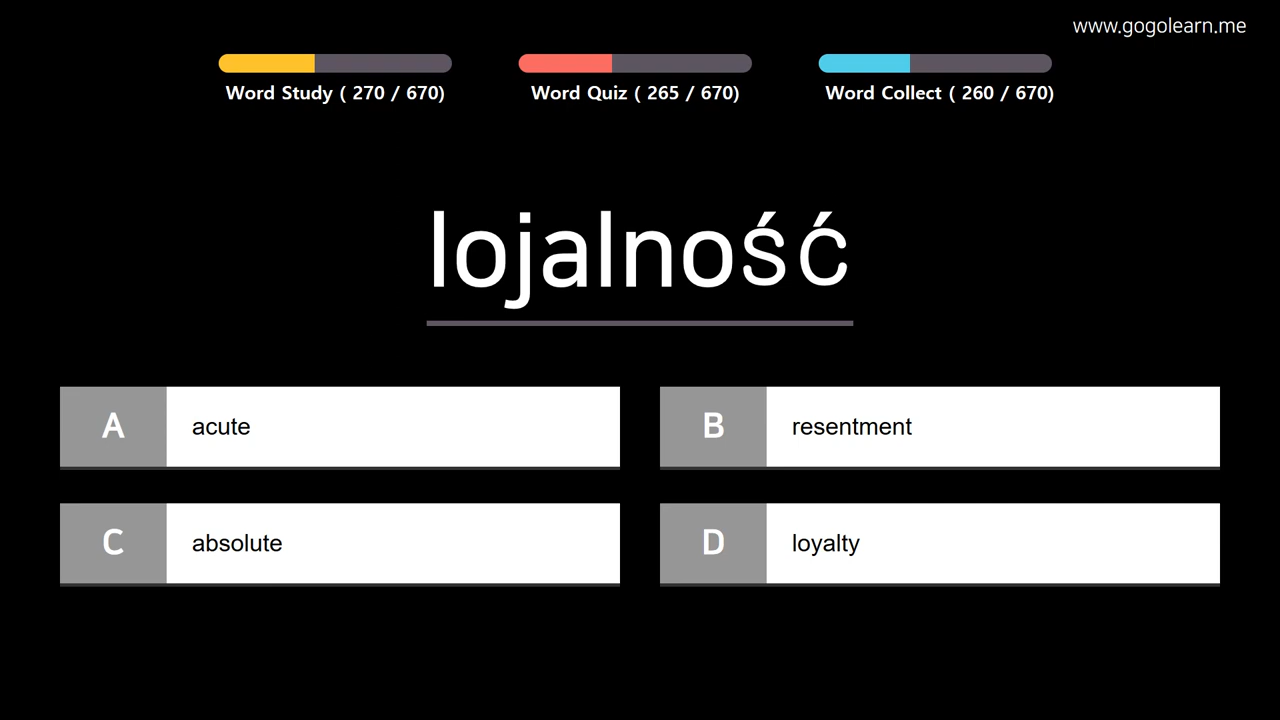 www.gogolearn.me
Word Study ( 270 / 670)
Word Quiz ( 265 / 670)
Word Collect ( 260 / 670)
lojalność
A acute
B resentment
C absolute
D loyalty